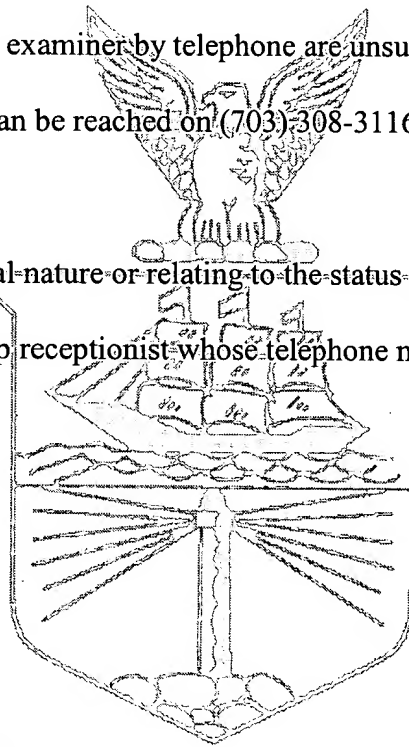 examiner by telephone are unsu
an be reached on (703) 308-3116
al nature or relating to the status
p receptionist whose telephone n